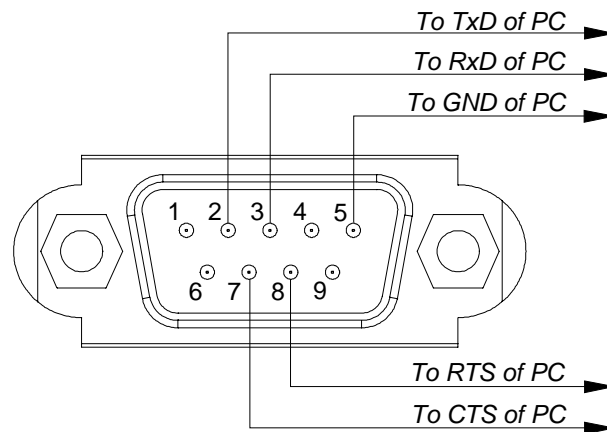 To TxD of PC
To RxD of PC
To GND of PC
1 2 3 4 5
6 7 8 9
To RTS of PC
To CTS of PC